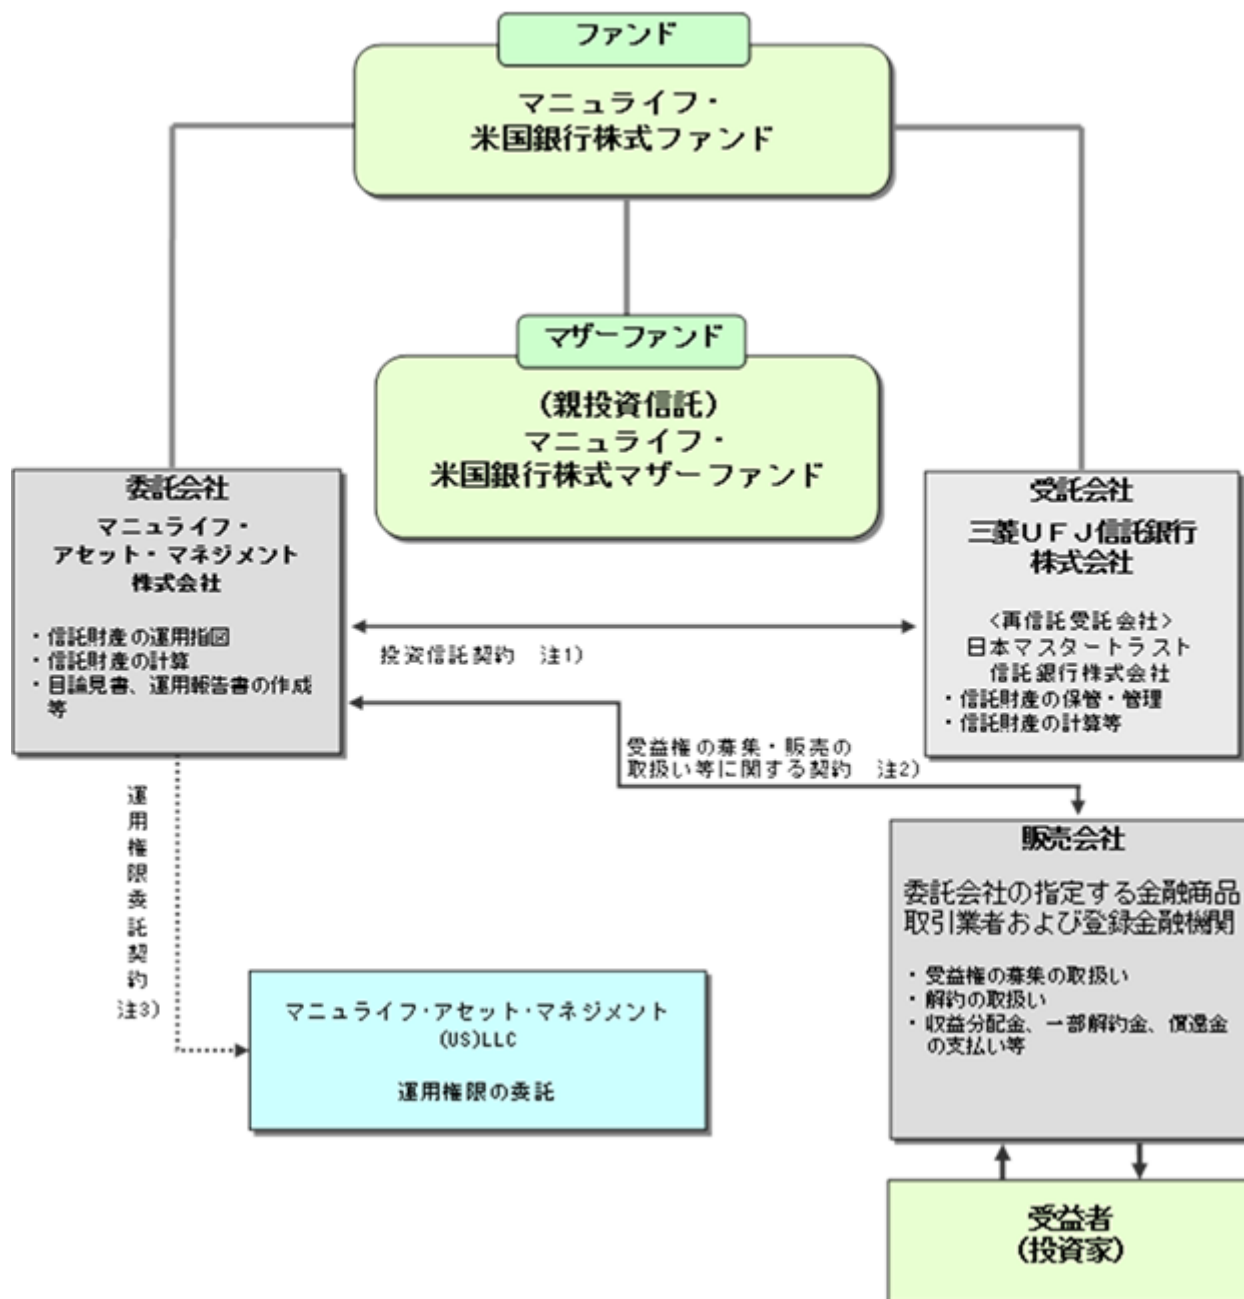 ファンド
マニュライフ・
米国銀行株式ファンド
マザーファンド
(親投資信託)
マニュライフ・
米国銀行株式マザーファンド
委託会社
マニュライフ・
アセット・マネジメント
株式会社
・信託財産の運用指図
・信託財産の計算
・目論見書、運用報告書の作成
等
受託会社
三菱UFJ信託銀行
株式会社
<再信託受託会社>
日本マスタートラスト
信託銀行株式会社
・信託財産の保管・管理
・信託財産の計算等
投資信託契約 注1)
受益権の募集・販売の
取扱い等に関する契約 注2)
運用権限委託契約
注3)
マニュライフ・アセット・マネジメント
(US)LLC
運用権限の委託
販売会社
委託会社の指定する金融商品
取引業者および登録金融機関
・受益権の募集の取扱い
・解約の取扱い
・収益分配金、一部解約金、償還金
の支払い等
受益者
(投資家)